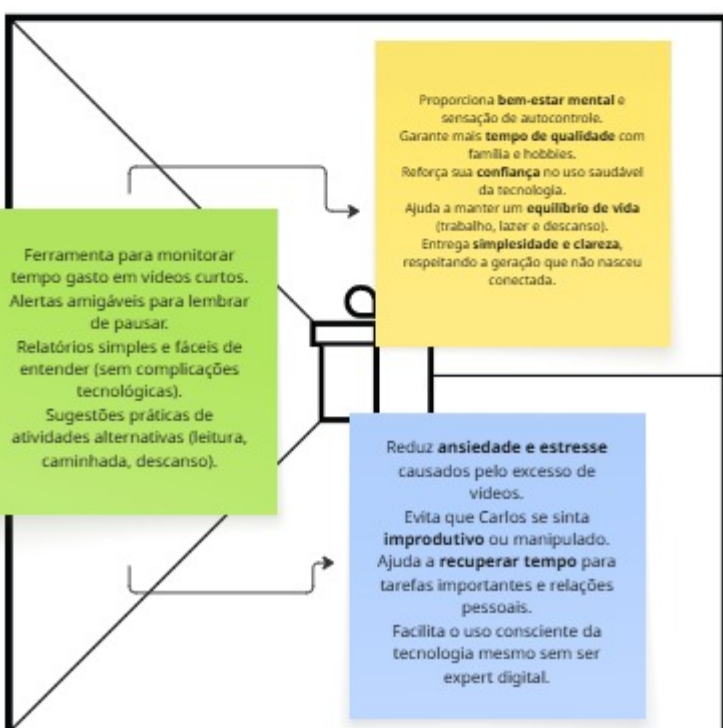 Proporciona bem-estar mental e
sensação de autocontrole.
Garante mais tempo de qualidade com
família e hobbies.
Reforça sua confiança no uso saudável
da tecnologia.
Ajuda a manter um equilíbrio de vida
(trabalho, lazer e descanso).
Entrega simplesidade e clareza,
respeitando a geração que não nasceu
conectada.
Ferramenta para monitorar
tempo gasto em vídeos curtos.
Alertas amigáveis para lembrar
de pausar.
Relatórios simples e fáceis de
entender (sem complicações
tecnológicas).
Sugestões práticas de
atividades alternativas (leitura,
caminhada, descanso).
Reduz ansiedade e estresse
causados pelo excesso de
vídeos.
Evita que Carlos se sinta
improdutivo ou manipulado.
Ajuda a recuperar tempo para
tarefas importantes e relações
pessoais.
Facilita o uso consciente da
tecnologia mesmo sem ser
expert digital.